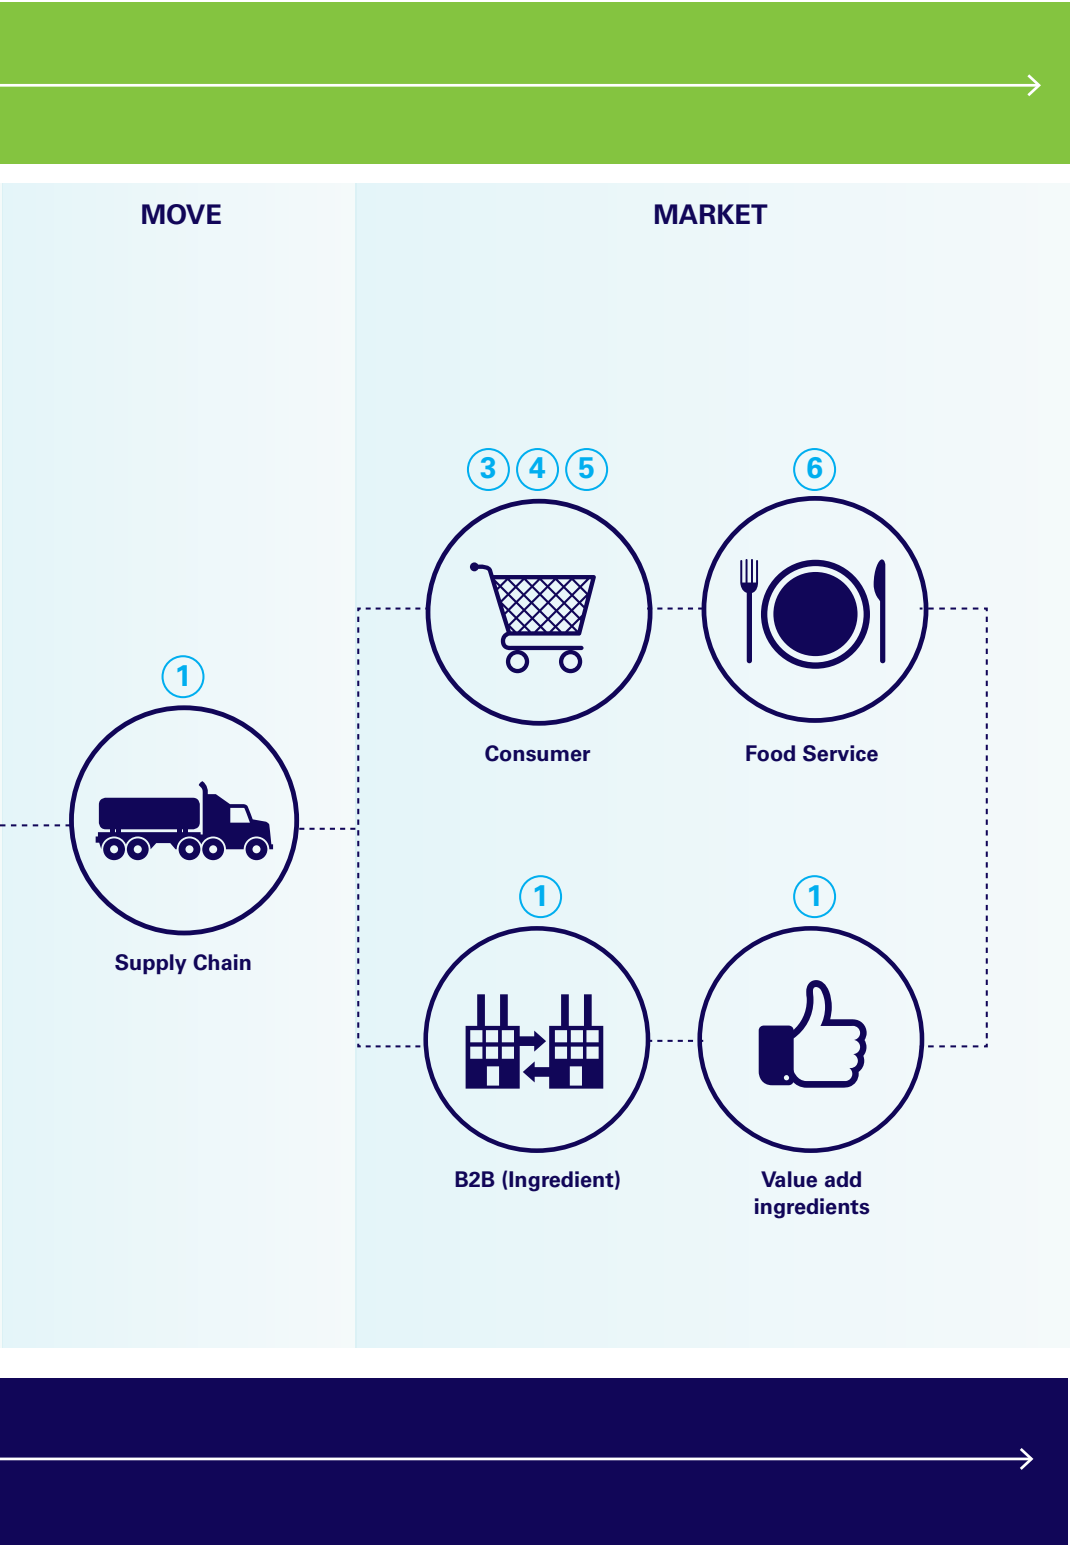 MOVE
MARKET
3 4 5
6
Consumer
Food Service
1
Supply Chain
1
1
B2B (Ingredient)
Value add
ingredients